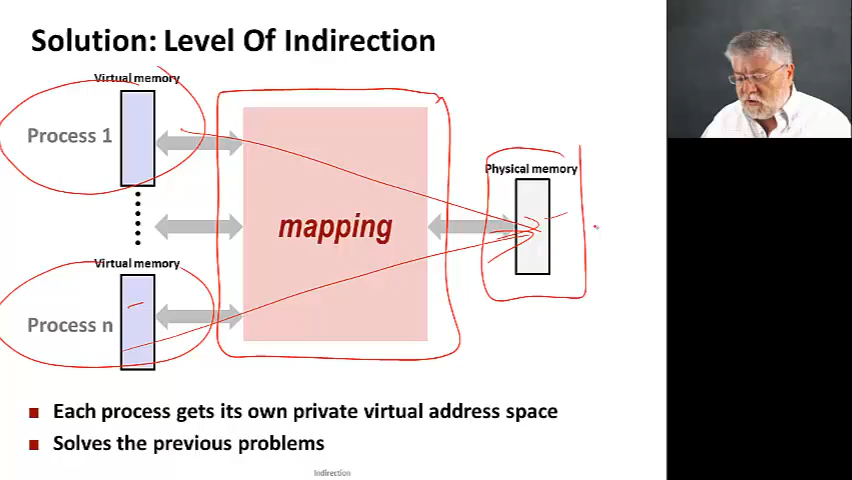 Solution: Level Of Indirection
Virtual memory
Process 1
mapping
Physical memory
Virtual memory
Process n
Each process gets its own private virtual address space
Solves the previous problems
Indirection